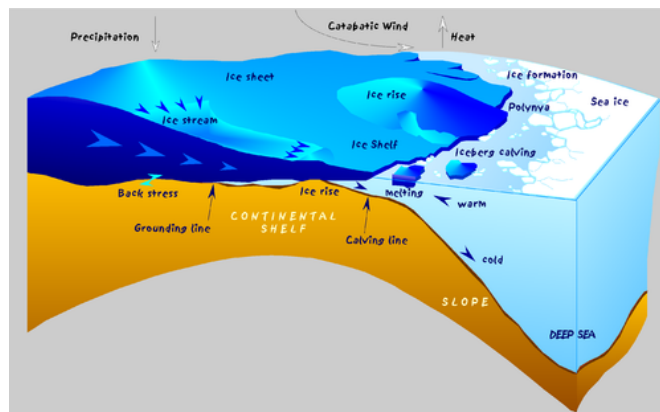 Catabatic Wind
Precipitation
Heat
Ice sheet
Ice formation
Ice rise
Sea ice
Polynya
Ice stream
Ice Shelf
Iceberg calving
Back stress
Ice rise
melting
warm
Grounding line
CONTINENTAL
SHELF
Calving line
cold
SLOPE
DEEP SEA